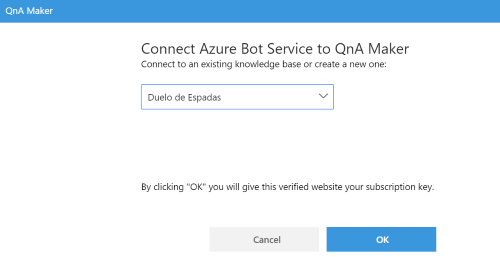 QnA Maker
Connect Azure Bot Service to QnA Maker
Connect to an existing knowledge base or create a new one:
Duelo de Espadas
By clicking "OK" you will give this verified website your subscription key.
Cancel
OK